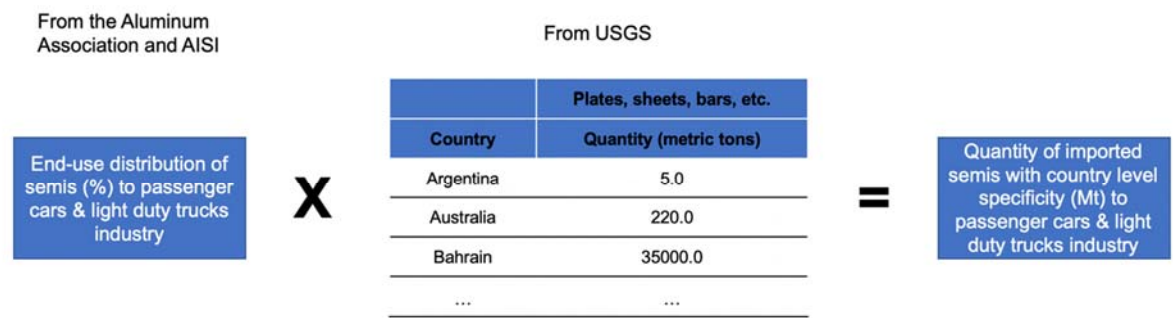 From the Aluminum
Association and AISI
From USGS
End-use distribution of
semis (%) to passenger
cars & light duty trucks
industry
X
Plates, sheets, bars, etc.
Country Quantity (metric tons)
Argentina 5.0
Australia 220.0
Bahrain 35000.0
... ...
=
Quantity of imported
semis with country level
specificity (Mt) to
passenger cars & light
duty trucks industry